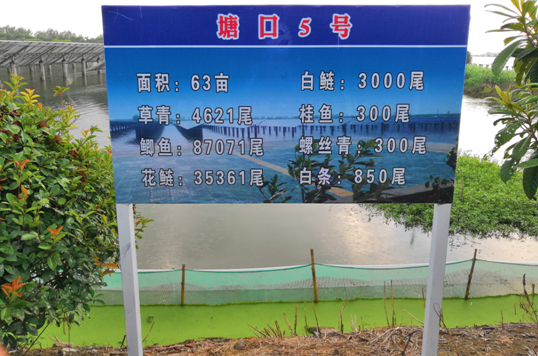 塘口5号
面积：63亩 白鲢：3000尾
草青：4621尾 桂鱼：300尾
鲫鱼：87071尾 螺丝青：300尾
花鲢：35361尾 白条：850尾